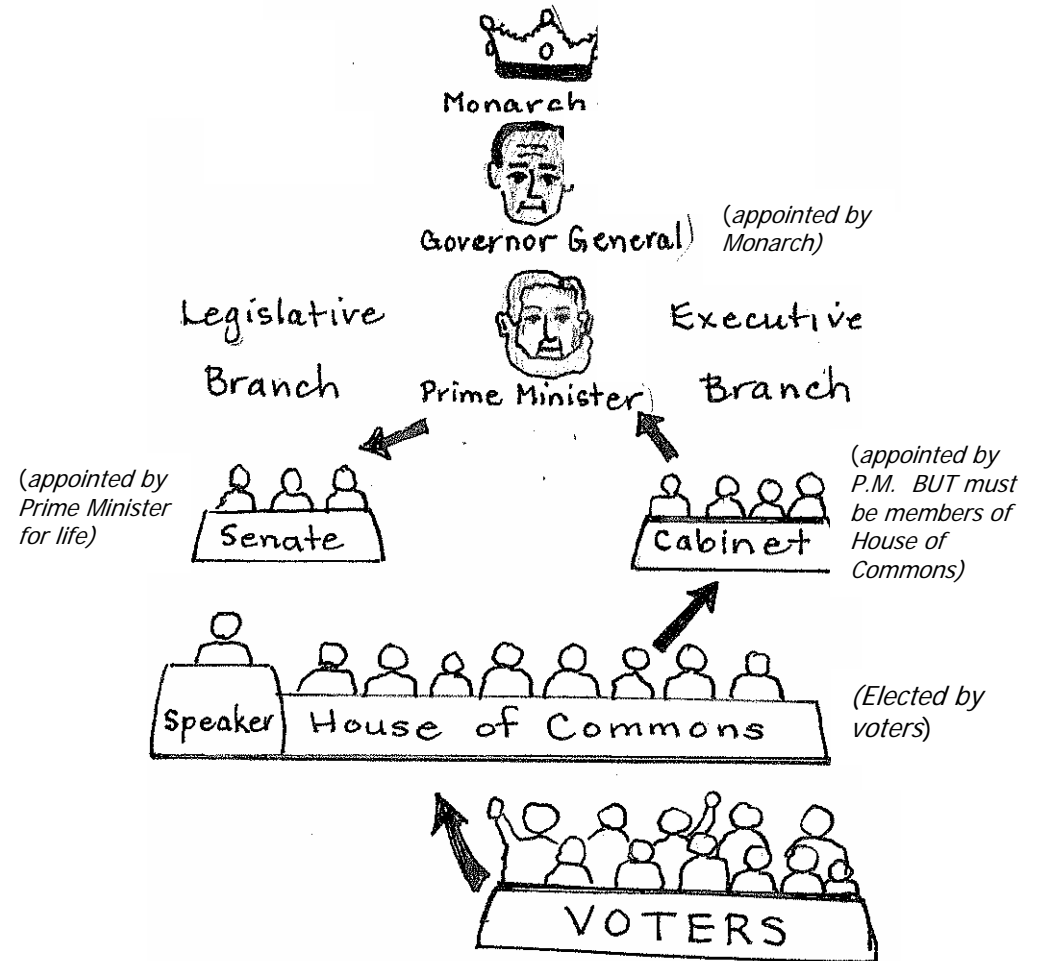 Monarch
Governor General
(appointed by
Monarch)
Legislative
Branch
Prime Minister
Executive
Branch
(appointed by
Prime Minister
for life)
Senate
Cabinet
(appointed by
P.M. BUT must
be members of
House of
Commons)
Speaker
House of Commons
(Elected by
voters)
VOTERS